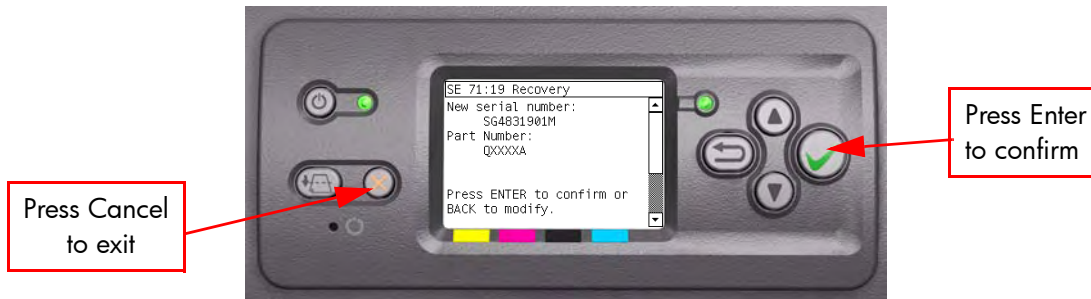 SE 71:19 Recovery
New serial number:
SG4831901M
Part Number:
QXXXXA
Press ENTER to confirm or
BACK to modify.
Press Enter
to confirm
Press Cancel
to exit